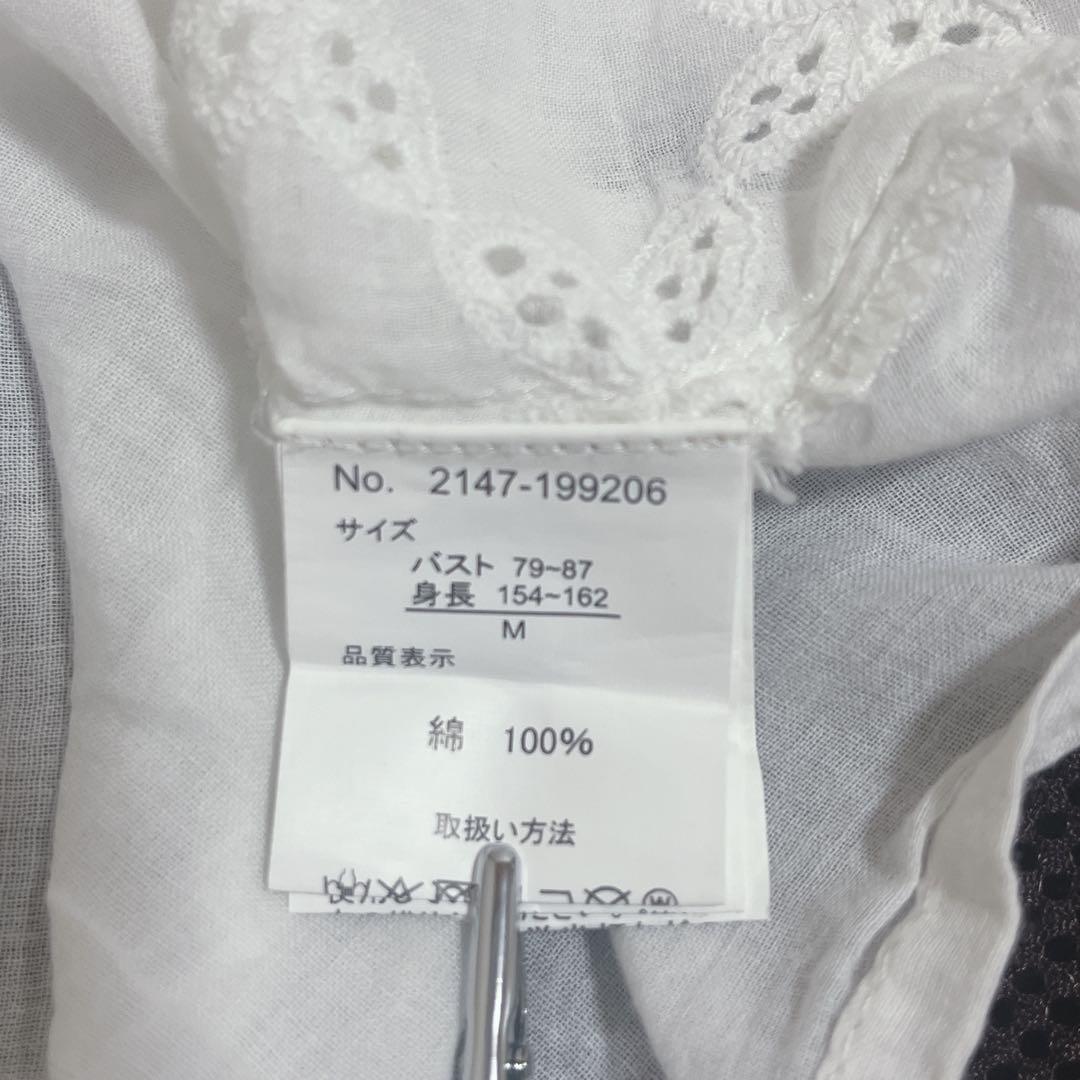 No. 2147-199206
サイズ
バスト 79~87
身長 154~162
M
品質表示
綿 100%
取扱い方法
W